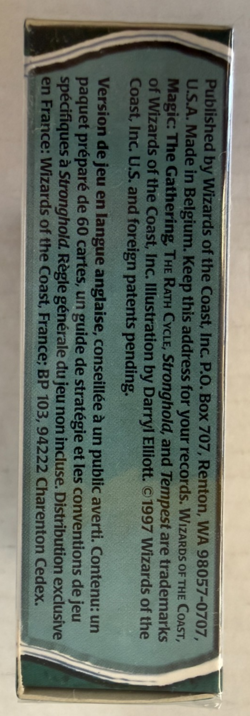 Published by Wizards of the Coast, Inc. P.O. Box 707, Renton, WA 98057-0707,
U.S.A. Made in Belgium. Keep this address for your records. WIZARDS OF THE COAST,
Magic: The Gathering, THE RATH CYCLE, Stronghold, and Tempest are trademarks
of Wizards of the Coast, Inc. Illustration by Darryl Elliott. ©1997 Wizards of the
Coast, Inc. U.S. and foreign patents pending.
Version de jeu en langue anglaise, conseillée à un public averti. Contenu: un
paquet préparé de 60 cartes, un guide de stratégie et les conventions de jeu
spécifiques à Stronghold. Règle générale du jeu non incluse. Distribution exclusive
en France: Wizards of the Coast. France; BP 103, 94222 Charenton Cedex.